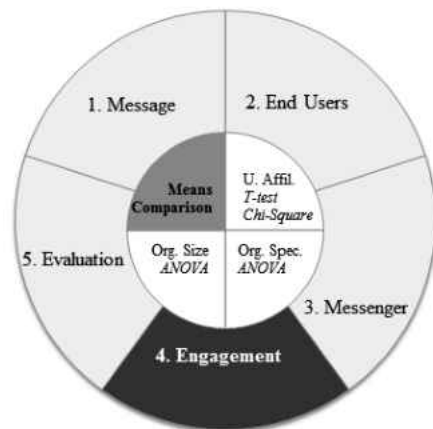 1. Message
2. End Users
Means
Comparison
U. Affil.
T-test
Chi-Square
5. Evaluation
Org. Size
ANOVA
Org. Spec.
ANOVA
3. Messenger
4. Engagement